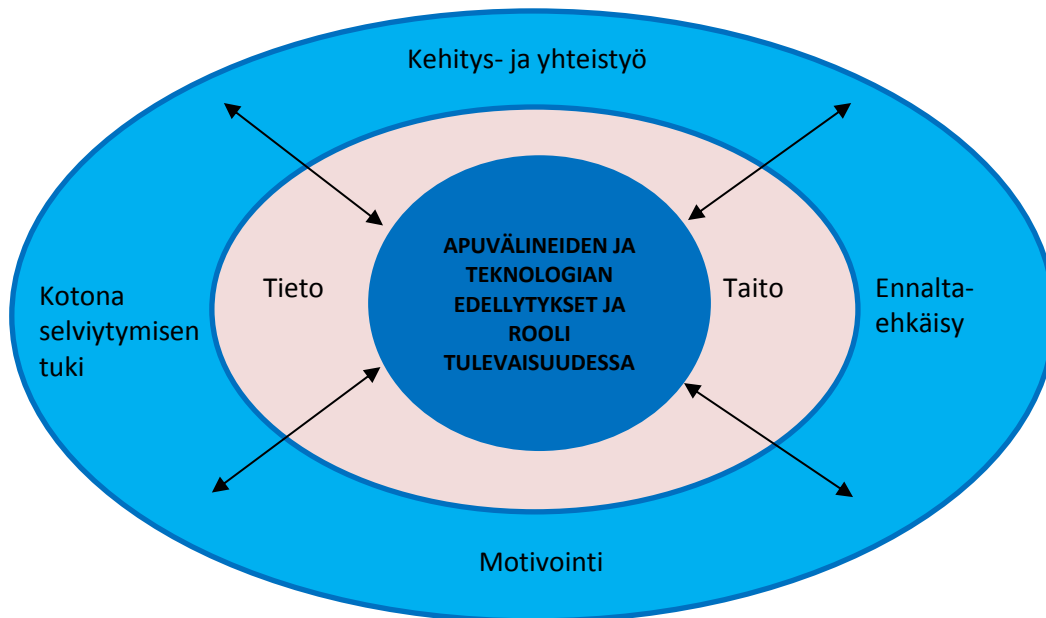 Kehitys- ja yhteistyö
Kotona
selviytymisen
tuki
Tieto
APUVÄLINEIDEN JA
TEKNOLOGIAN
EDELLYTYKSET JA
ROOLI
TULEVAISUUDESSA
Taito
Ennalta-
ehkäisy
Motivointi